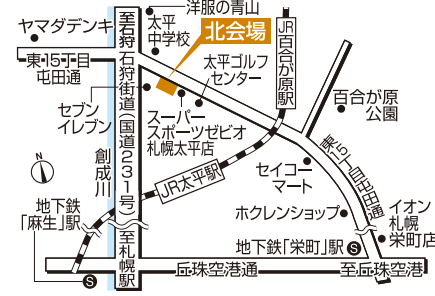 洋服の青山
ヤマダデンキ
至石狩
太平
中学校
北会場
JR百合が原駅
東15丁目
屯田通
石狩街道(国道231号)
太平ゴルフ
センター
セブン
イレブン
スーパー
スポーツゼビオ
札幌太平店
百合が原
公園
東15丁目屯田通
創成川
N
セイコー
マート
JR太平駅
地下鉄
「麻生」駅
ホクレンショップ
イオン
札幌
栄町店
至札幌駅
地下鉄「栄町」駅
S
S
丘珠空港通
至丘珠空港